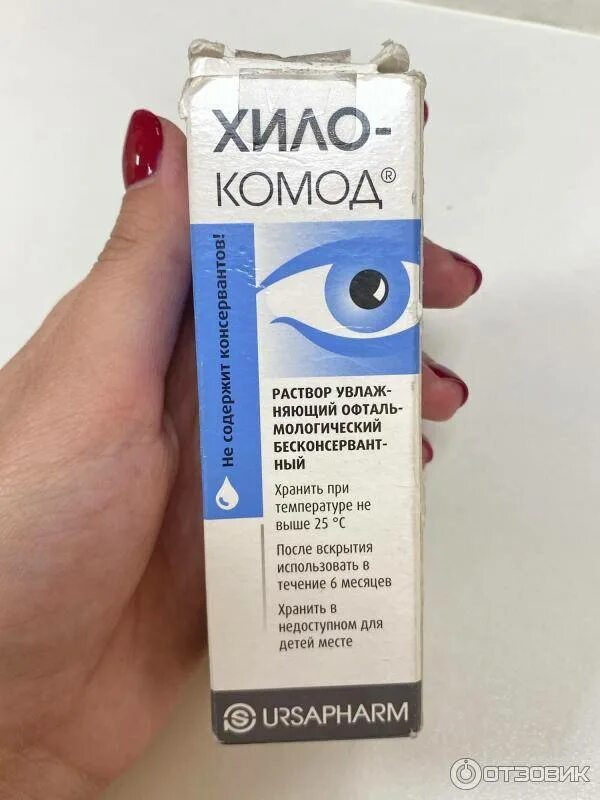 ХИЛО-
КОМОД®
Не содержит консервантов!
РАСТВОР УВЛАЖ-
НЯЮЩИЙ ОФТАЛЬ-
МОЛОГИЧЕСКИЙ
БЕСКОНСЕРВАНТ-
НЫЙ
Хранить при
температуре не
выше 25 °С
После вскрытия
использовать в
течение 6 месяцев
Хранить в
недоступном для
детей месте
URSAPHARM
ОТЗОВИК